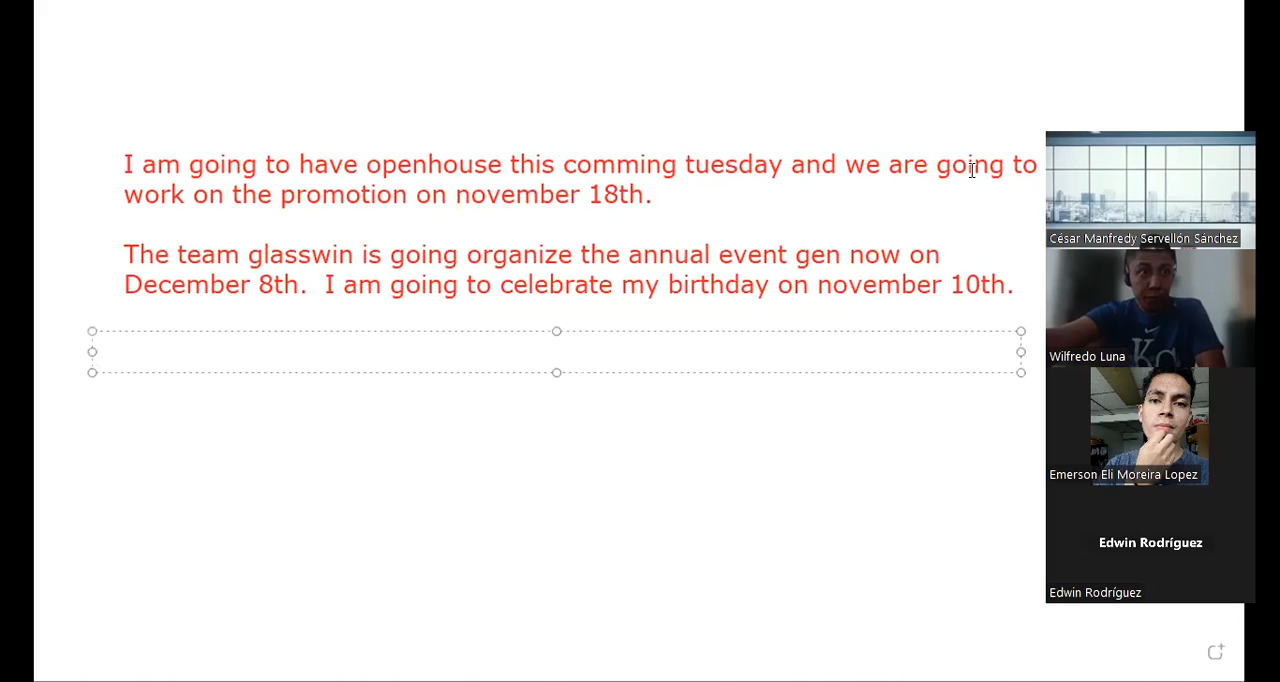 I am going to have openhouse this comming tuesday and we are going to
work on the promotion on november 18th.
The team glasswin is going organize the annual event gen now on
December 8th.  I am going to celebrate my birthday on november 10th.
César Manfredy Servellón Sánchez
KC
Wilfredo Luna
Emerson Eli Moreira Lopez
Edwin Rodríguez
Edwin Rodríguez